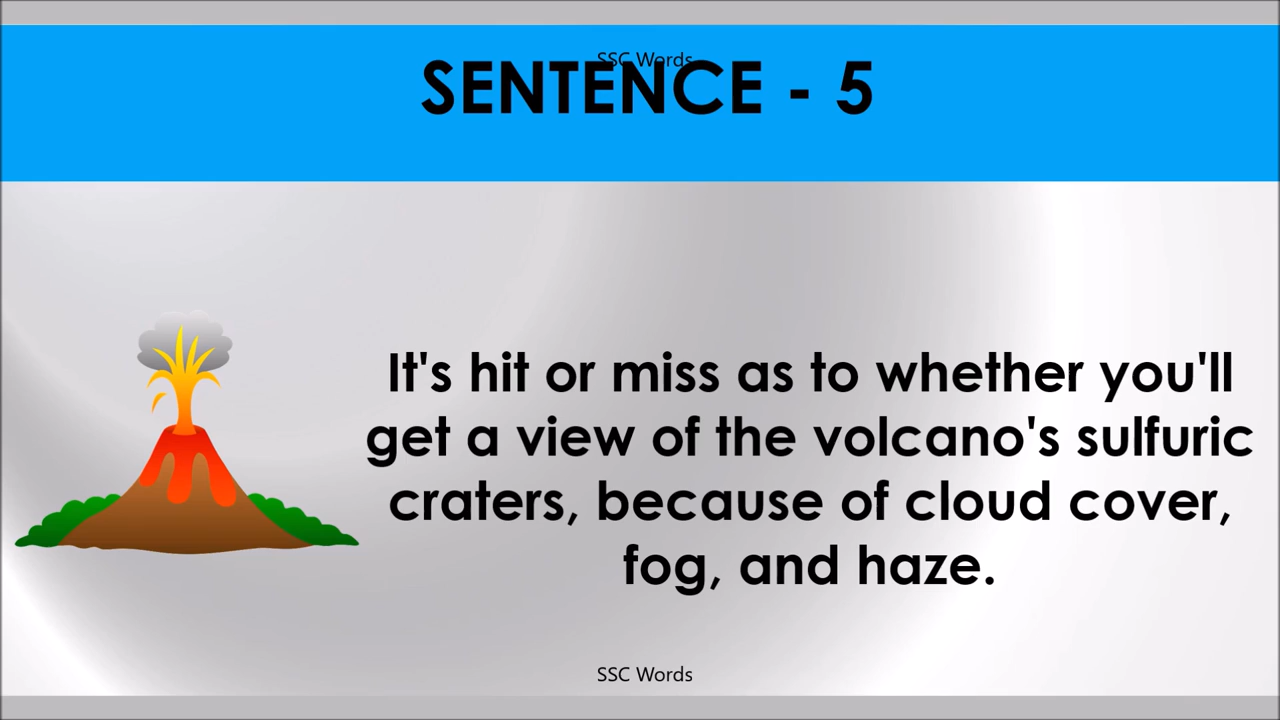 SSC Words
SENTENCE - 5
It's hit or miss as to whether you'll
get a view of the volcano's sulfuric
craters, because of cloud cover,
fog, and haze.
SSC Words